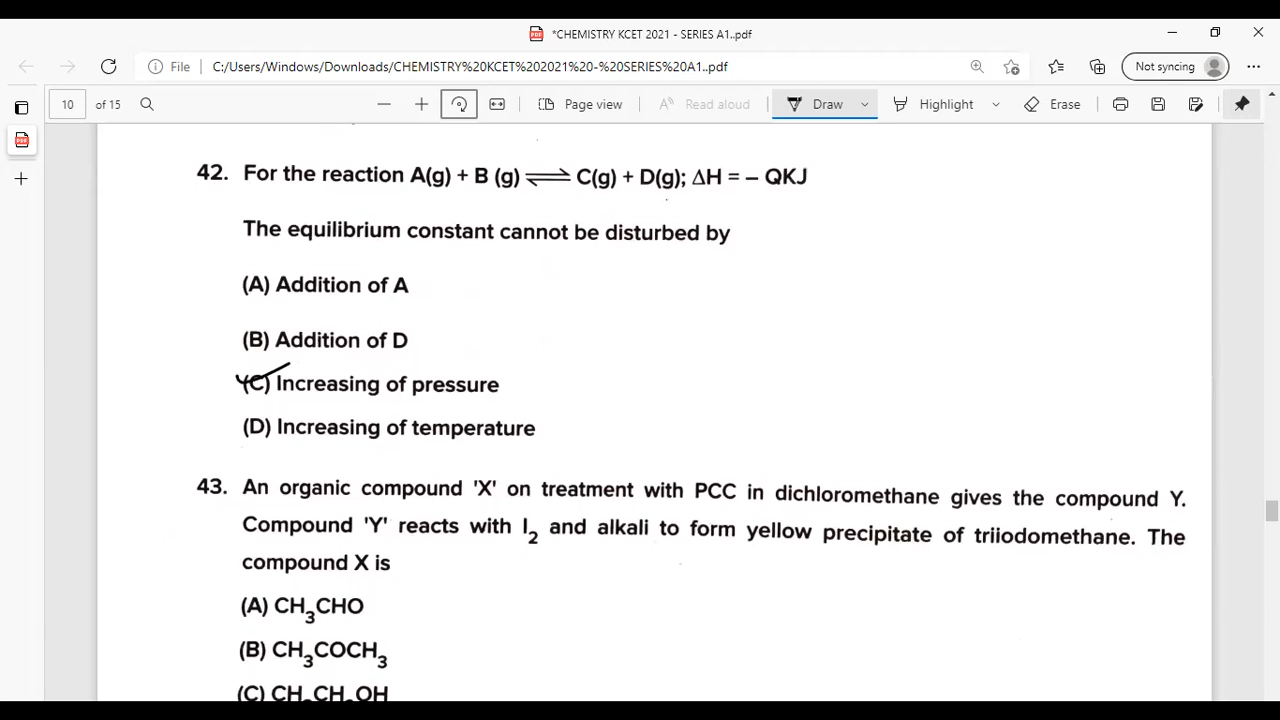 *CHEMISTRY KCET 2021 - SERIES A1..pdf
File C:/Users/Windows/Downloads/CHEMISTRY%20KCET%202021%20-%20SERIES%20A1..pdf Not syncing
10 of 15 Page view Read aloud Draw Highlight Erase
42. For the reaction A(g) + B (g) ⇌ C(g) + D(g); ΔH = – QKJ
The equilibrium constant cannot be disturbed by
(A) Addition of A
(B) Addition of D
(C) Increasing of pressure
(D) Increasing of temperature
43. An organic compound 'X' on treatment with PCC in dichloromethane gives the compound Y.
Compound 'Y' reacts with I₂ and alkali to form yellow precipitate of triiodomethane. The
compound X is
(A) CH₃CHO
(B) CH₃COCH₃
(C) CH₃CH₂OH